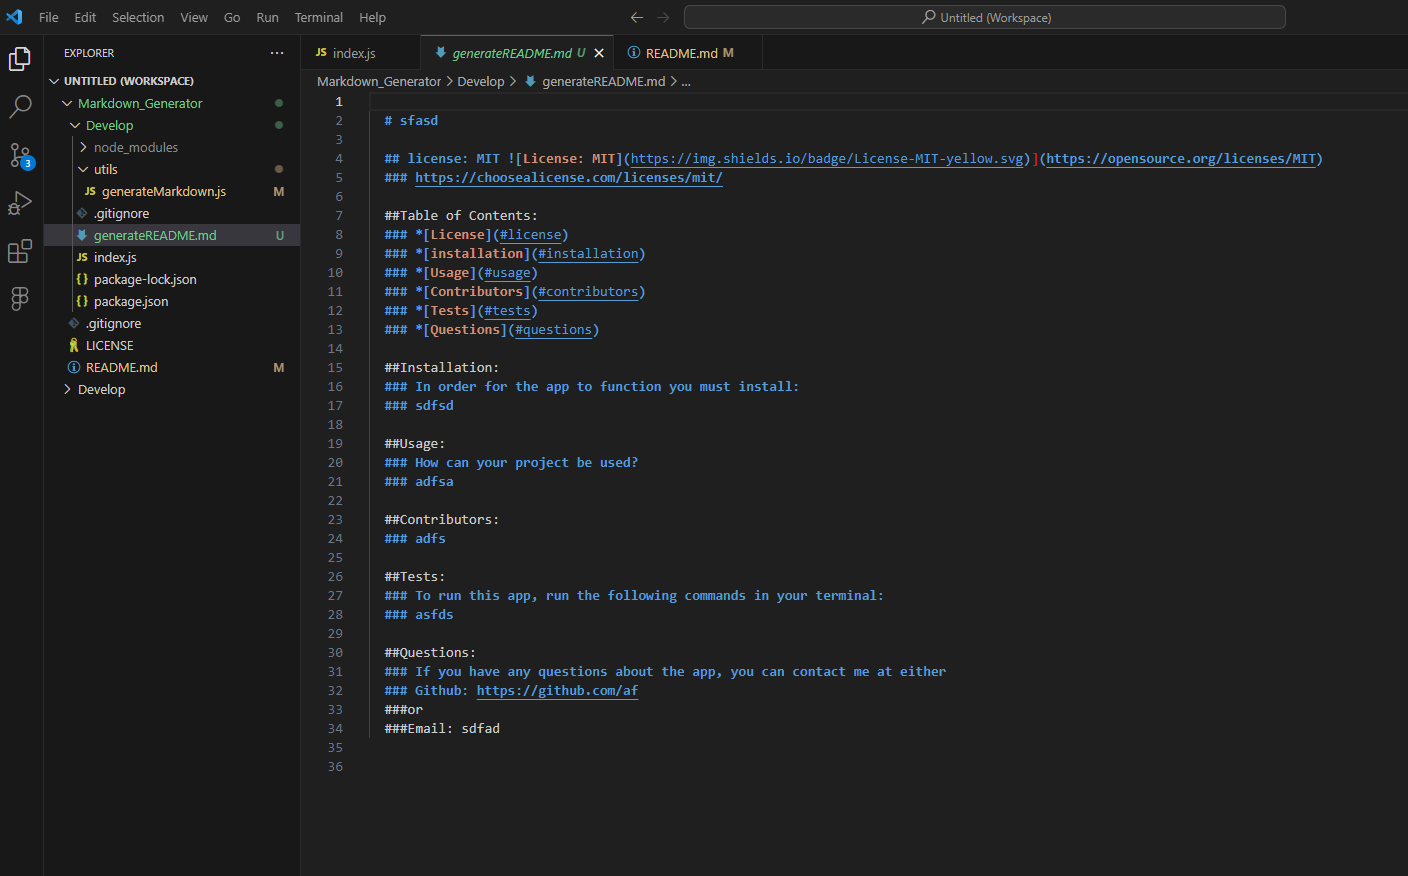 File Edit Selection View Go Run Terminal Help
Untitled (Workspace)
EXPLORER
UNTITLED (WORKSPACE)
Markdown_Generator
Develop
node_modules
utils
JS generateMarkdown.js M
.gitignore
generateREADME.md U
JS index.js
{} package-lock.json
{} package.json
.gitignore
LICENSE
README.md M
Develop
3
JS index.js
generateREADME.md U
README.md M
Markdown_Generator > Develop > generateREADME.md > ...
1
2 # sfasd
3
4 ## license: MIT ![License: MIT](https://img.shields.io/badge/License-MIT-yellow.svg)](https://opensource.org/licenses/MIT)
5 ### https://choosealicense.com/licenses/mit/
6
7 ##Table of Contents:
8 ### *[License](#license)
9 ### *[installation](#installation)
10 ### *[Usage](#usage)
11 ### *[Contributors](#contributors)
12 ### *[Tests](#tests)
13 ### *[Questions](#questions)
14
15 ##Installation:
16 ### In order for the app to function you must install:
17 ### sdfsd
18
19 ##Usage:
20 ### How can your project be used?
21 ### adfsa
22
23 ##Contributors:
24 ### adfs
25
26 ##Tests:
27 ### To run this app, run the following commands in your terminal:
28 ### asfds
29
30 ##Questions:
31 ### If you have any questions about the app, you can contact me at either
32 ### Github: https://github.com/af
33 ###or
34 ###Email: sdfad
35
36